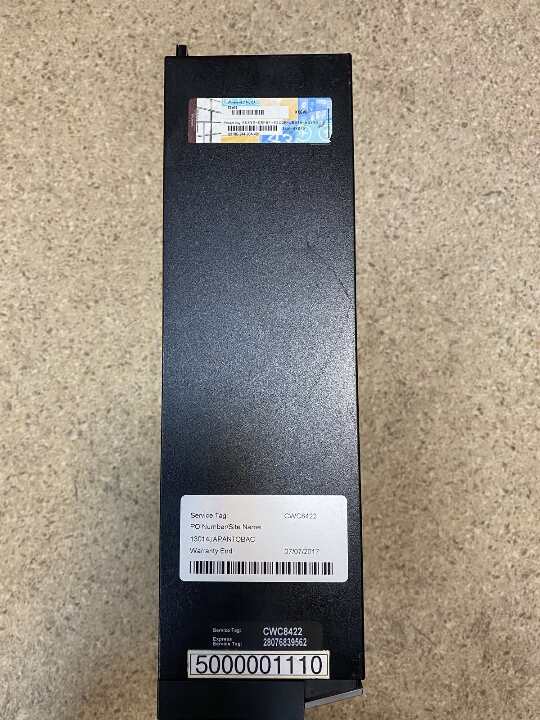 Dell
Service Tag: CWC8422
PO Number/Site Name:
13014JAPANTOBAC
Warranty End 07/07/2017
Service Tag: CWC8422
Express
Service Tag: 28076839562
5000001110